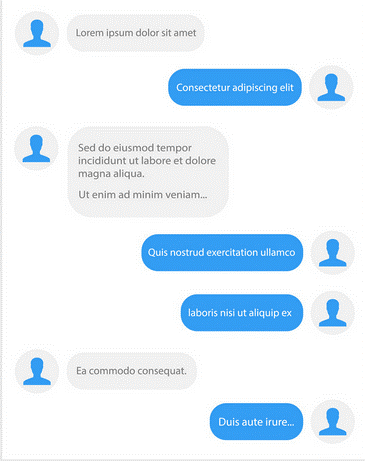 Lorem ipsum dolor sit amet
Consectetur adipiscing elit
Sed do eiusmod tempor
incididunt ut labore et dolore
magna aliqua.
Ut enim ad minim veniam...
Quis nostrud exercitation ullamco
laboris nisi ut aliquip ex
Ea commodo consequat.
Duis aute irure...